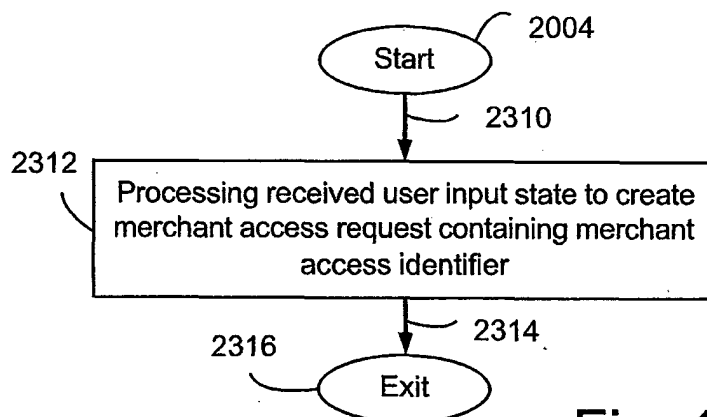 2004
Start
2310
2312
Processing received user input state to create
merchant access request containing merchant
access identifier
2314
2316
Exit